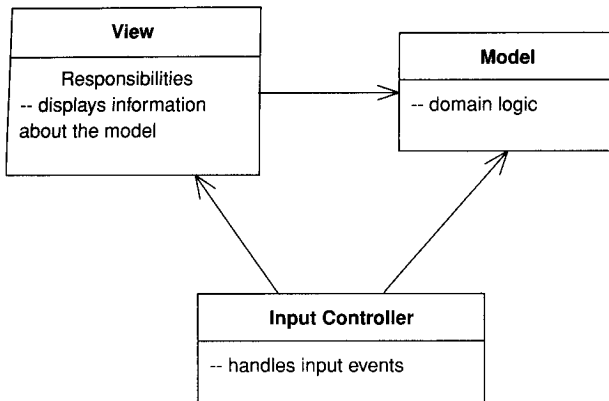 View
Responsibilities
-- displays information
about the model
Model
-- domain logic
Input Controller
-- handles input events